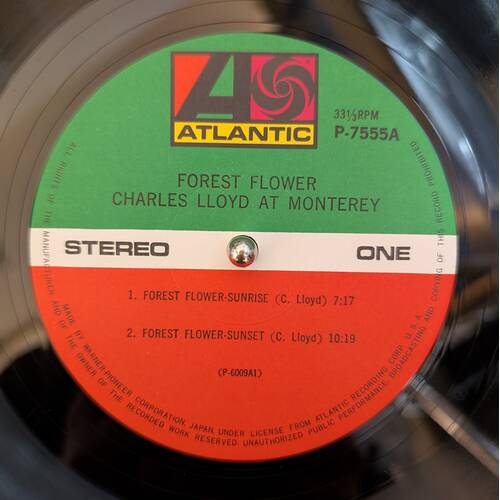 ATLANTIC
33⅓RPM
P-7555A
FOREST FLOWER
CHARLES LLOYD AT MONTEREY
STEREO
ONE
1. FOREST FLOWER-SUNRISE (C. Lloyd) 7:17
2. FOREST FLOWER-SUNSET (C. Lloyd) 10:19
(P-6009A1)
MADE BY WARNER-PIONEER CORPORATION, JAPAN, UNDER LICENSE FROM ATLANTIC RECORDING CORP. U.S.A.
ALL RIGHTS OF THE MANUFACTURER AND OF THE OWNER OF THE RECORDED WORK RESERVED. UNAUTHORIZED PUBLIC PERFORMANCE, BROADCASTING AND COPYING OF THIS RECORD PROHIBITED